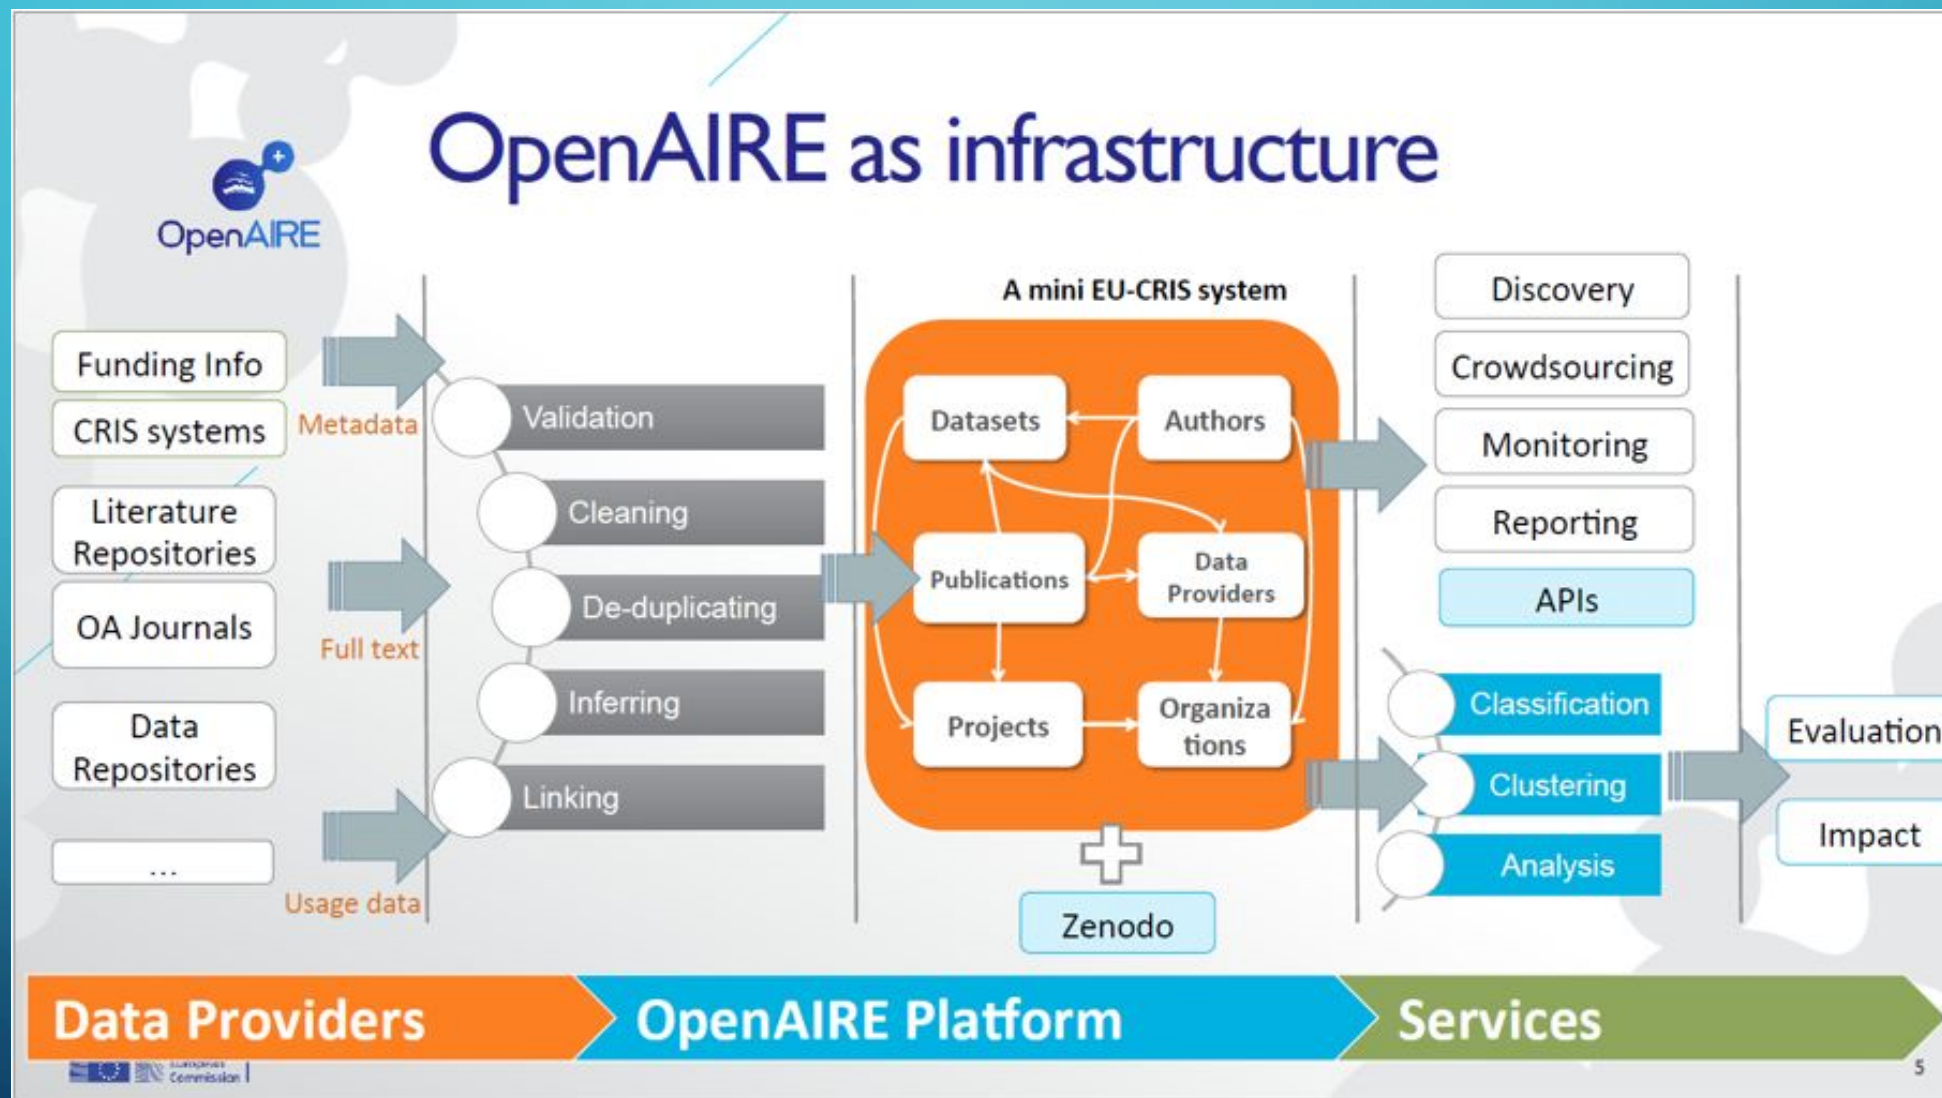 OpenAIRE as infrastructure
OpenAIRE
Funding Info
CRIS systems
Literature
Repositories
OA Journals
Data
Repositories
...
Metadata
Full text
Usage data
Validation
Cleaning
De-duplicating
Inferring
Linking
A mini EU-CRIS system
Datasets
Authors
Publications
Data
Providers
Projects
Organiza
tions
Zenodo
Discovery
Crowdsourcing
Monitoring
Reporting
APIs
Classification
Clustering
Analysis
Evaluation
Impact
Data Providers
OpenAIRE Platform
Services
European
Commission
5